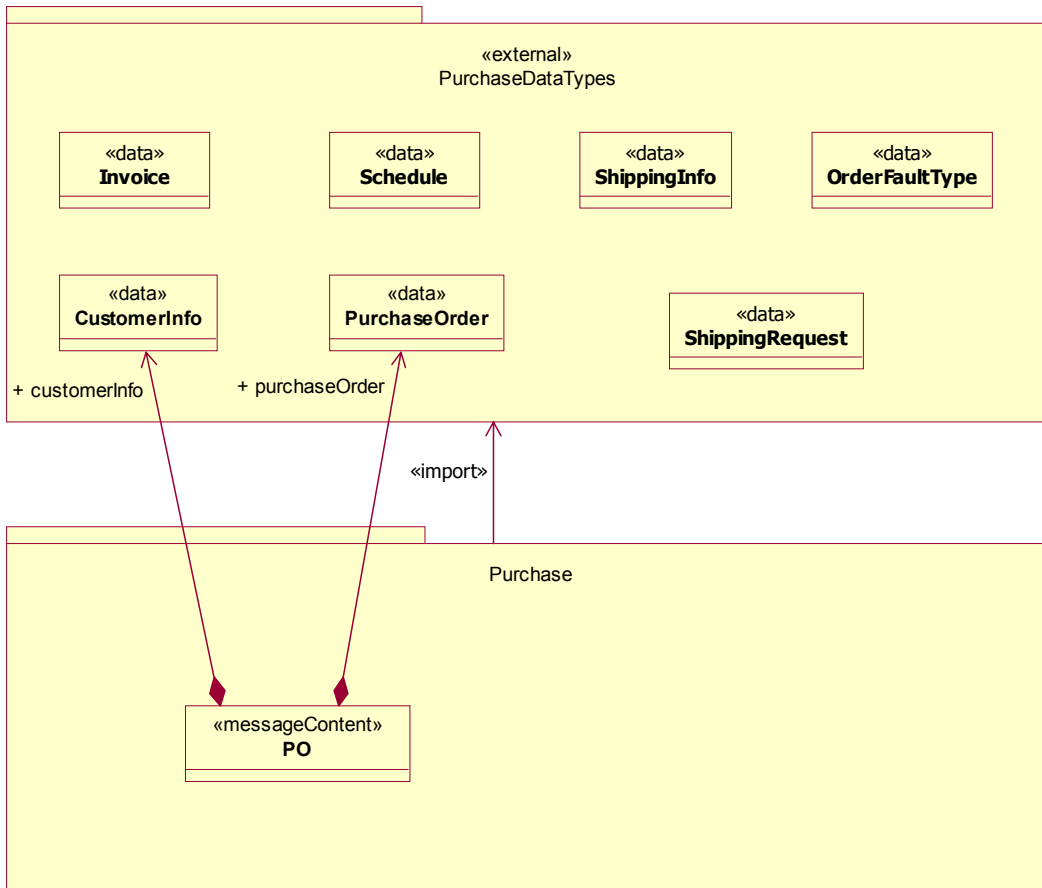 «external»
PurchaseDataTypes
«data»
Invoice
«data»
Schedule
«data»
ShippingInfo
«data»
OrderFaultType
«data»
CustomerInfo
«data»
PurchaseOrder
«data»
ShippingRequest
+ customerInfo
+ purchaseOrder
«import»
Purchase
«messageContent»
PO